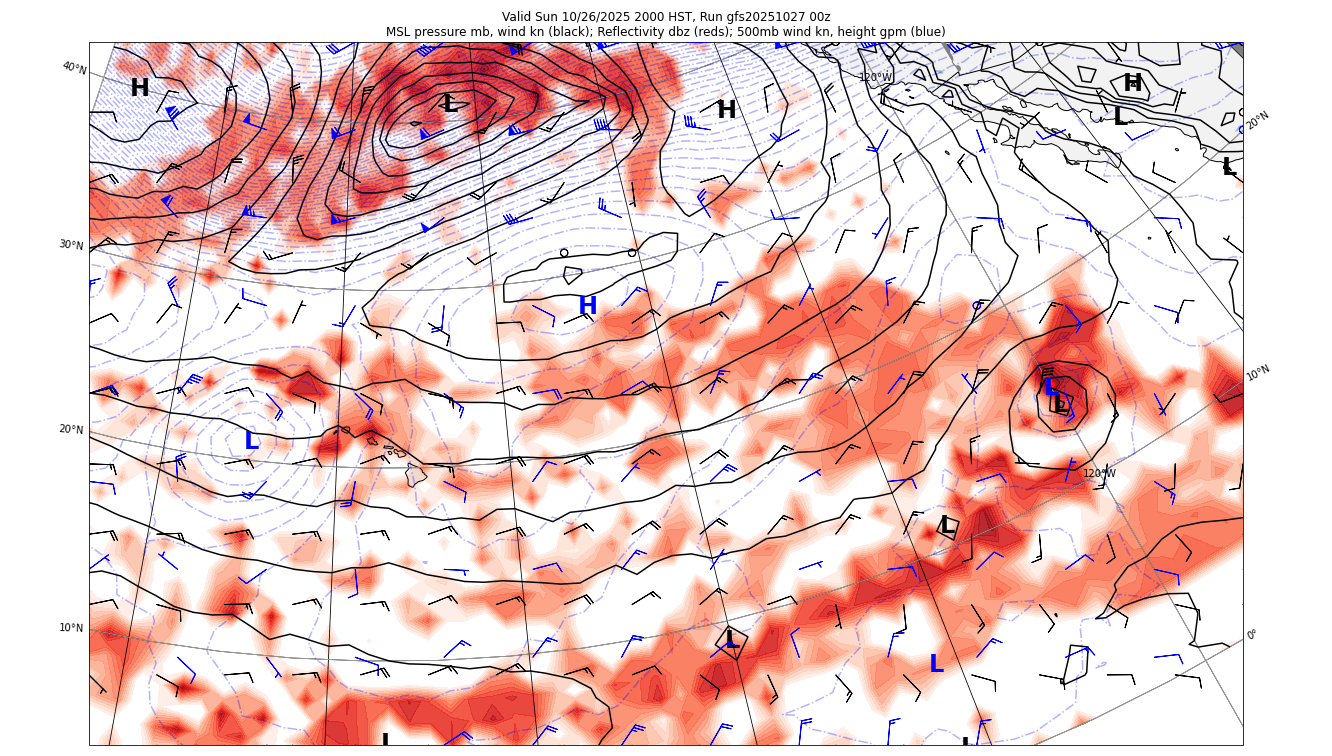 Valid Sun 10/26/2025 2000 HST, Run gfs20251027 00z
MSL pressure mb, wind kn (black); Reflectivity dbz (reds); 500mb wind kn, height gpm (blue)
40°N
120°W
H
H
L
H
L
20°N
L
30°N
H
10°N
L
L
20°N
L
120°W
L
10°N
L
L
0°
L
L